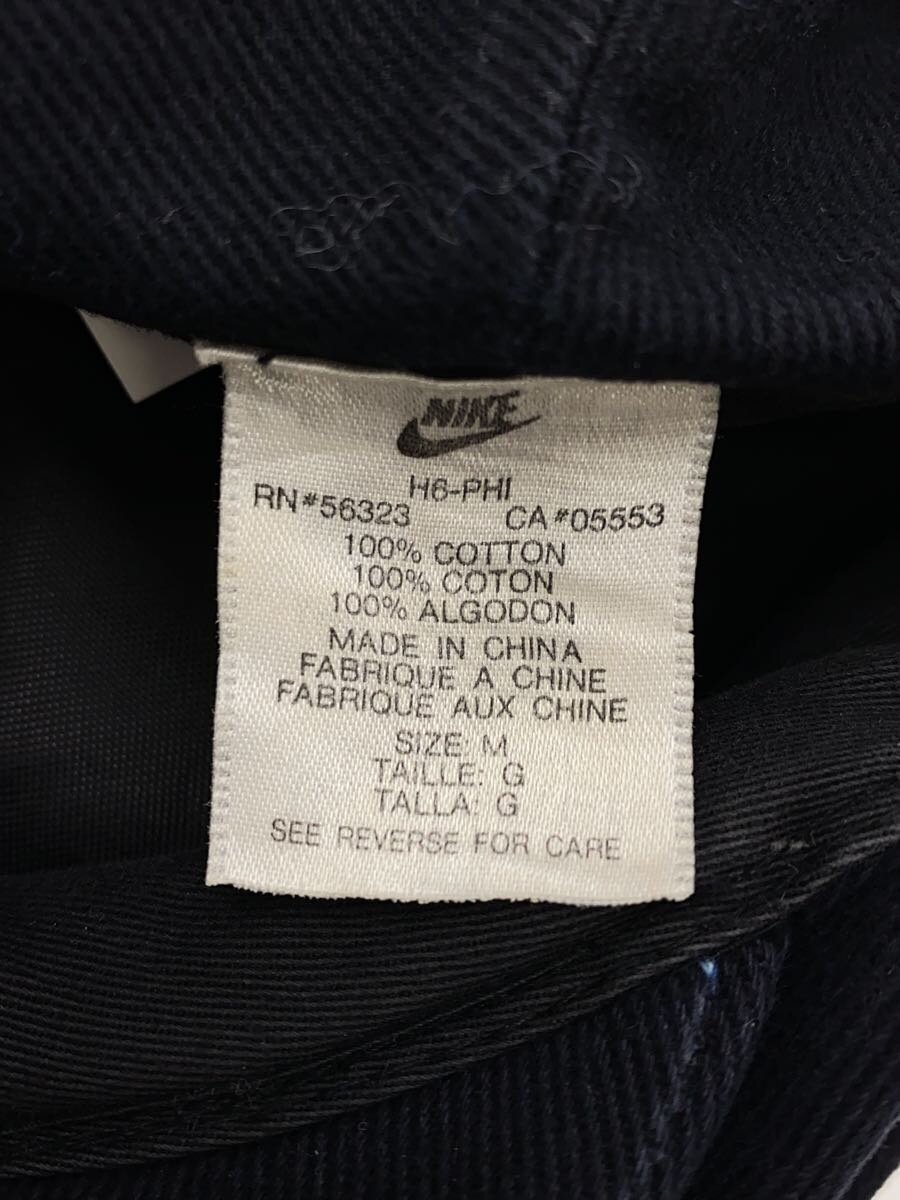 NIKE
H6-PHI
RN#56323 CA#05553
100% COTTON
100% COTON
100% ALGODON
MADE IN CHINA
FABRIQUE A CHINE
FABRIQUE AUX CHINE
SIZE: M
TAILLE: G
TALLA: G
SEE REVERSE FOR CARE